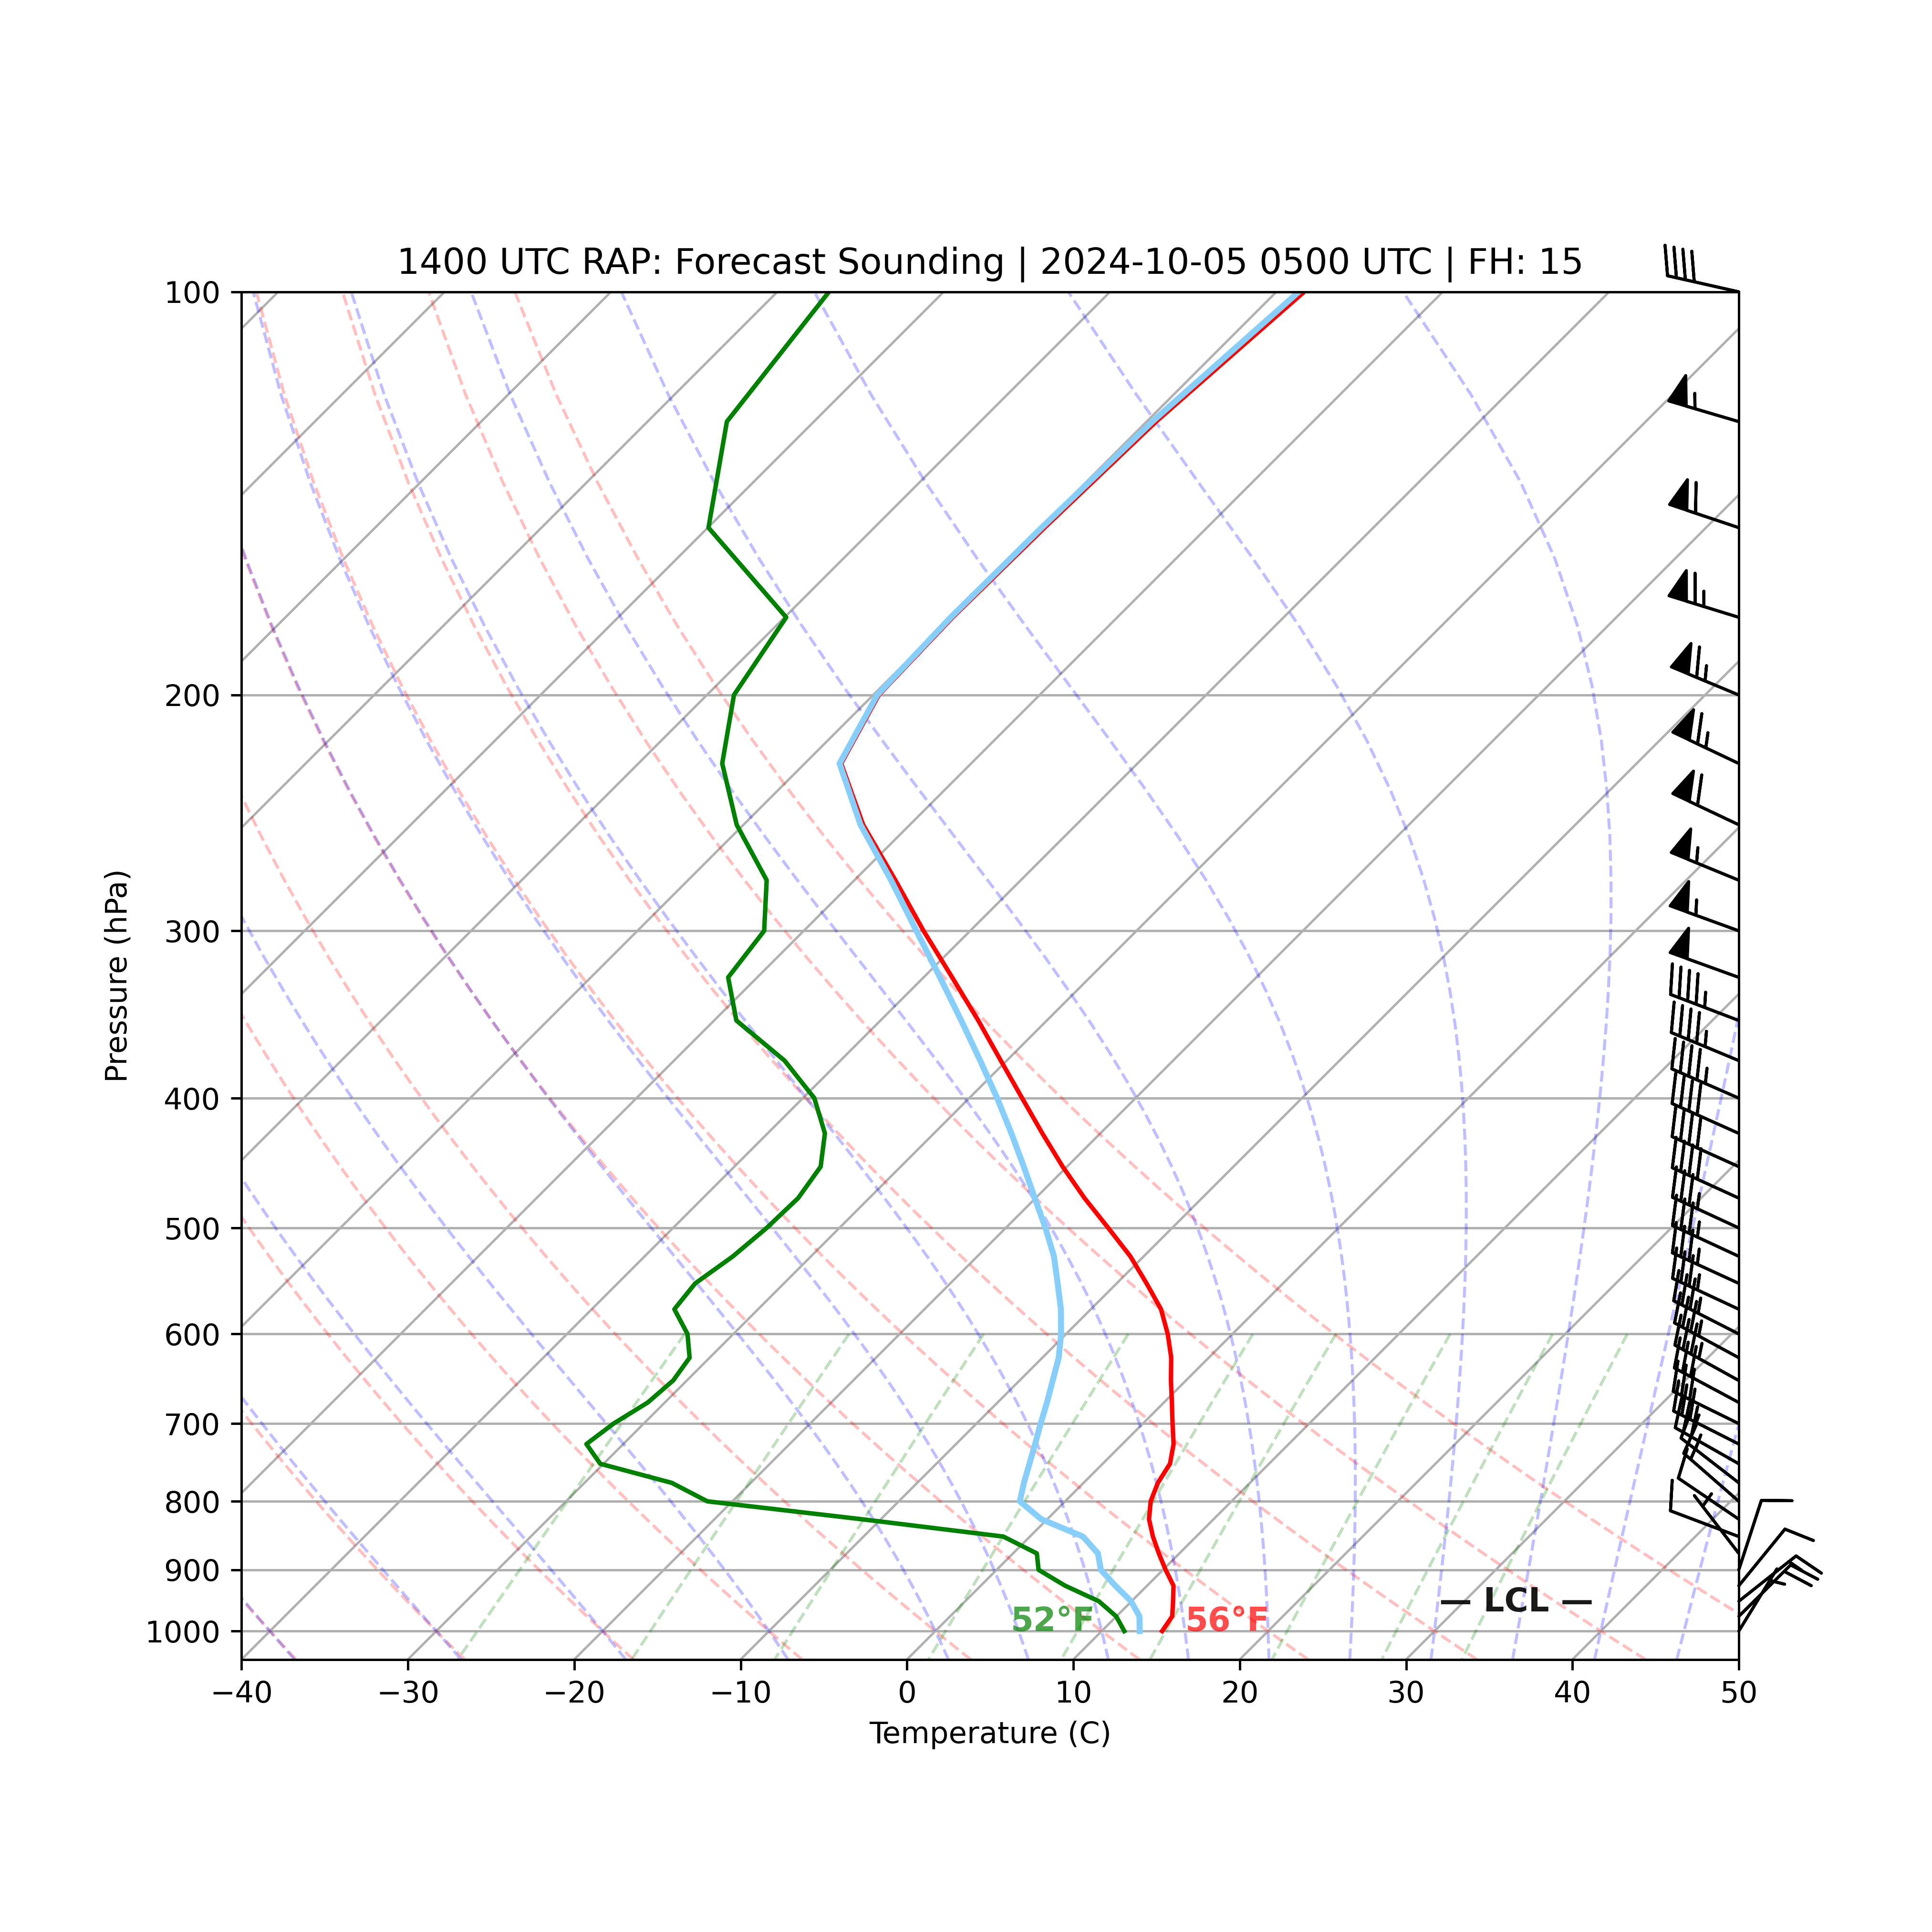 1400 UTC RAP: Forecast Sounding | 2024-10-05 0500 UTC | FH: 15
100
200
300
400
500
600
700
800
900
1000
Pressure (hPa)
— LCL —
52°F
56°F
−40 −30 −20 −10 0 10 20 30 40 50
Temperature (C)